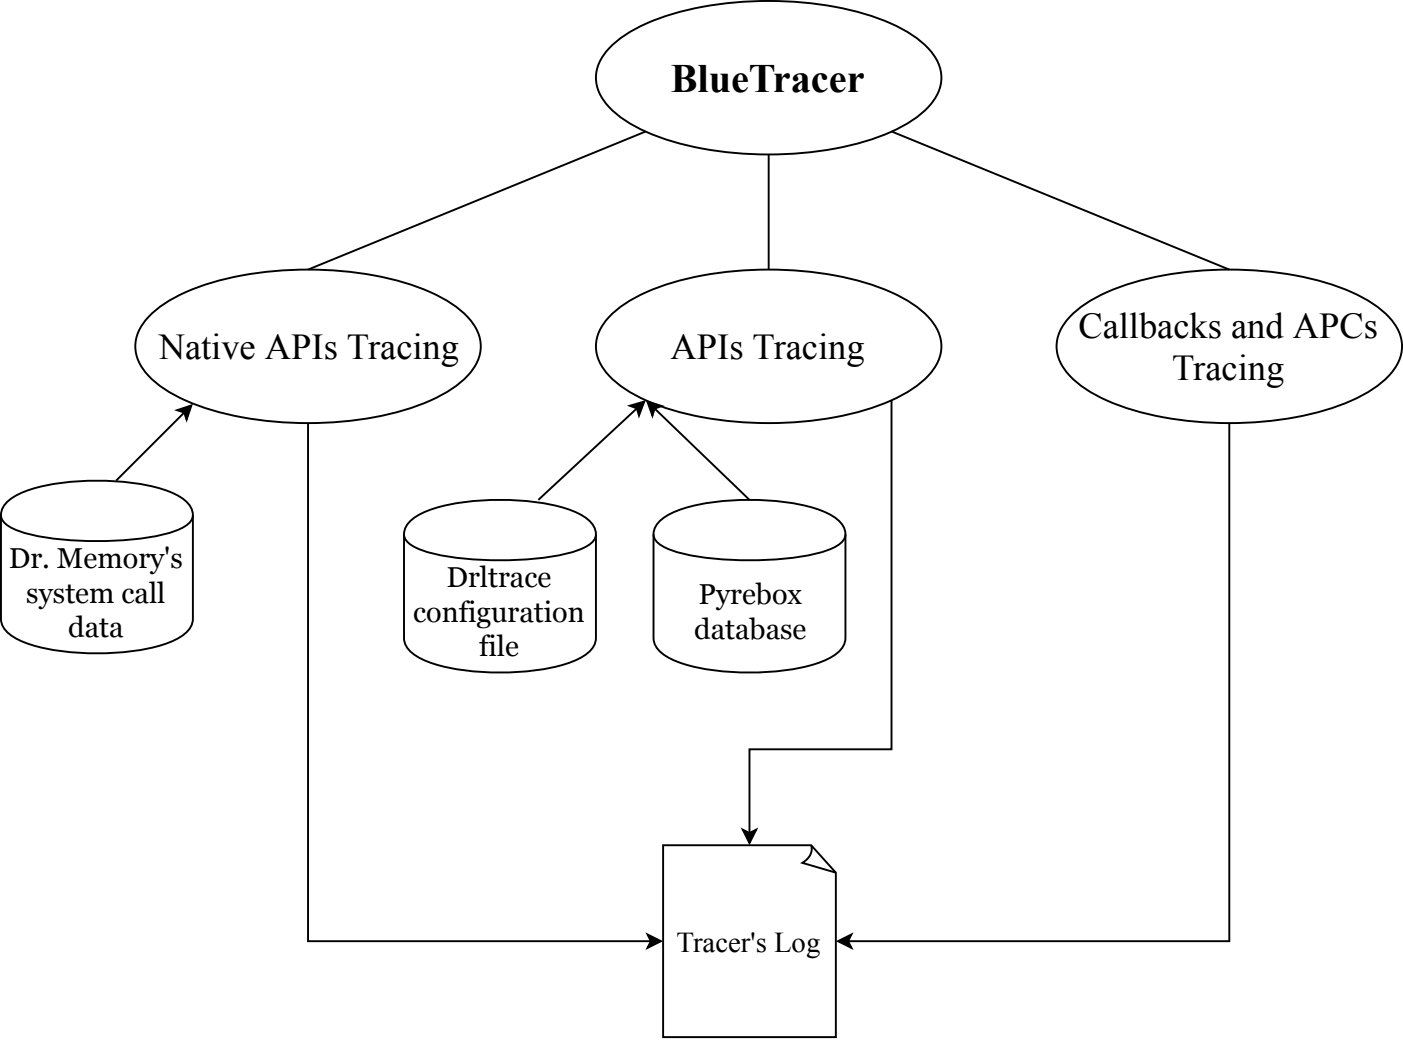 BlueTracer
Native APIs Tracing
APIs Tracing
Callbacks and APCs
Tracing
Dr. Memory's
system call
data
Drltrace
configuration
file
Pyrebox
database
Tracer's Log